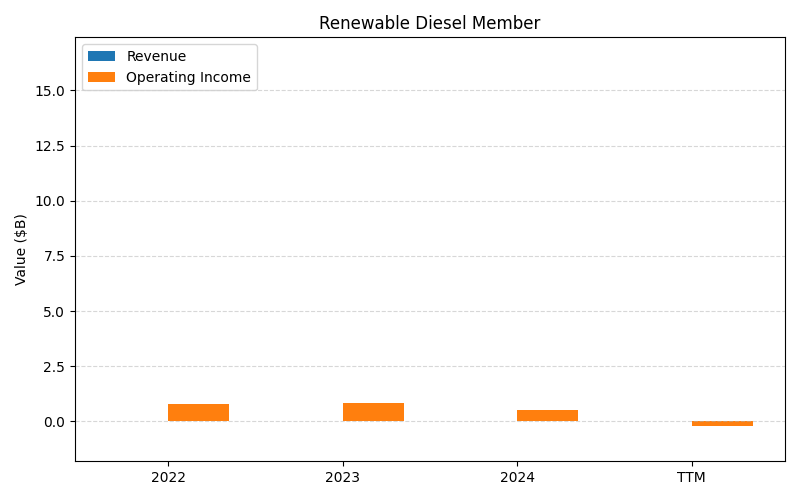 Renewable Diesel Member
Revenue
Operating Income
Value ($B)
15.0
12.5
10.0
7.5
5.0
2.5
0.0
2022
2023
2024
TTM